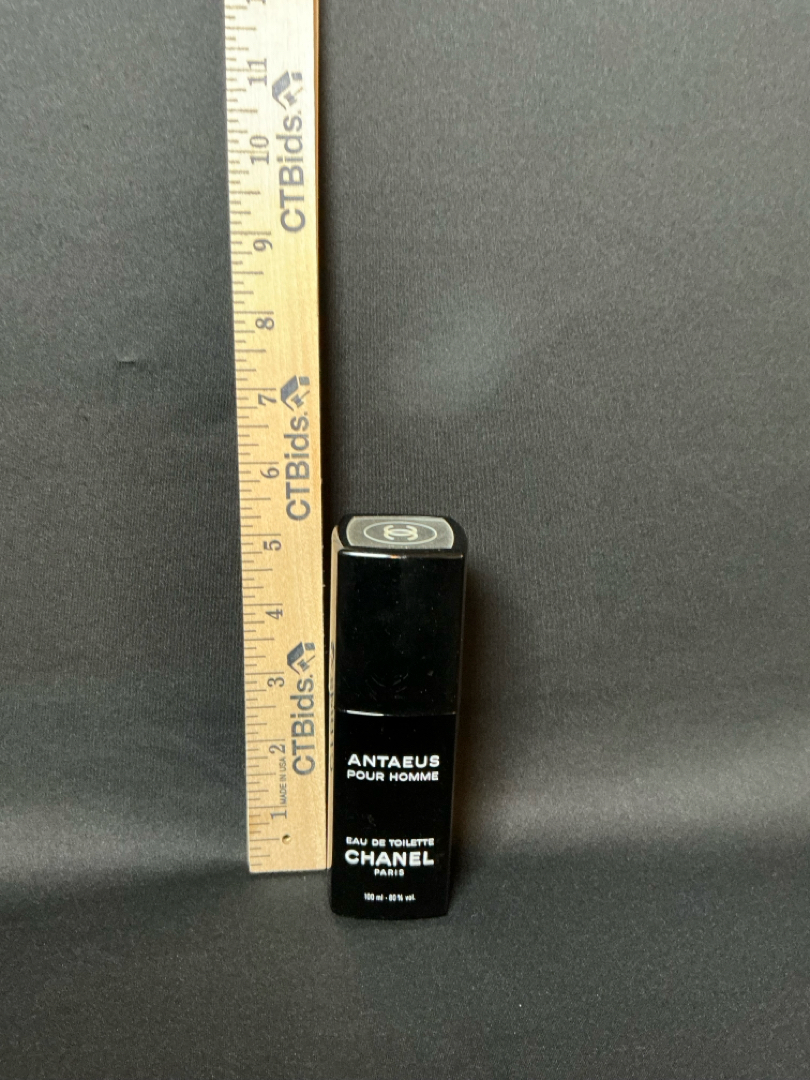 11
CTBids.
10
9
8
7
CTBids.
6
5
4
3
CTBids.
2
MADE IN USA
1
ANTAEUS
POUR HOMME
EAU DE TOILETTE
CHANEL
PARIS
100 ml - 80 % vol.